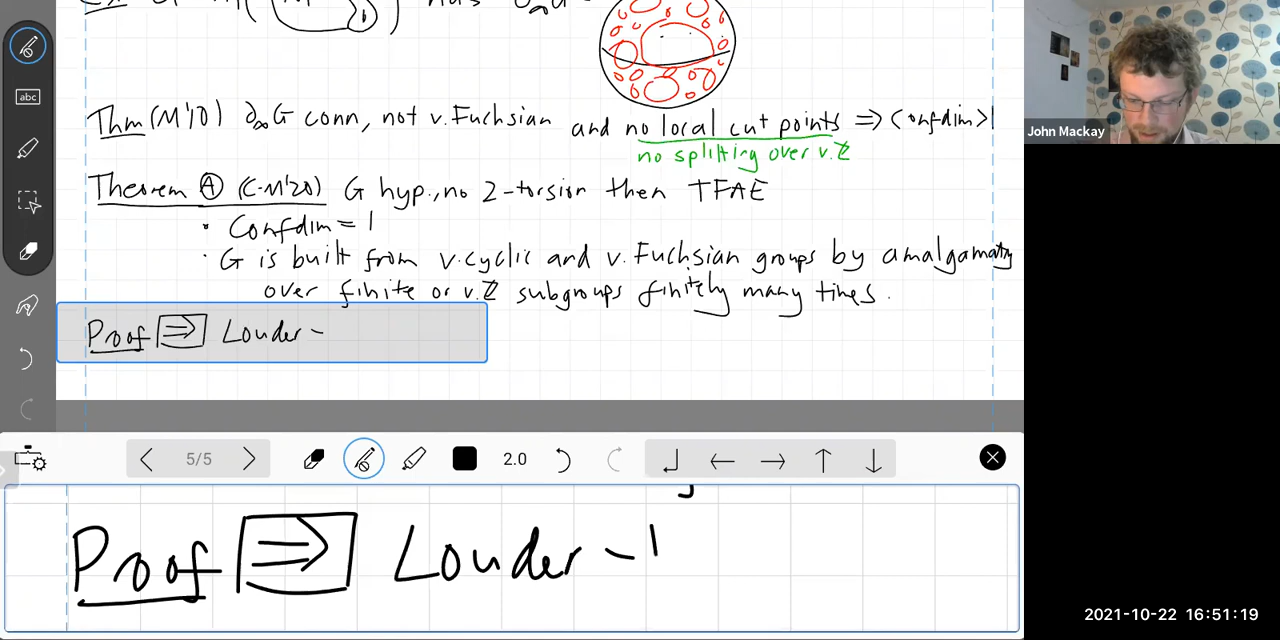 has ∂∞G =
Thm (M'10) ∂∞G conn, not v. Fuchsian and no local cut points ⇒ Confdim>1
no splitting over v.ℤ
Theorem Ⓐ (C-M'20) G hyp., no 2-torsion then TFAE
• Confdim = 1
• G is built from v.cyclic and v.Fuchsian groups by amalgamating
over finite or v.ℤ subgroups finitely many times.
Proof ⇒ Louder -
abc
5/5
2.0
Proof ⇒ Louder -
John Mackay
2021-10-22 16:51:19